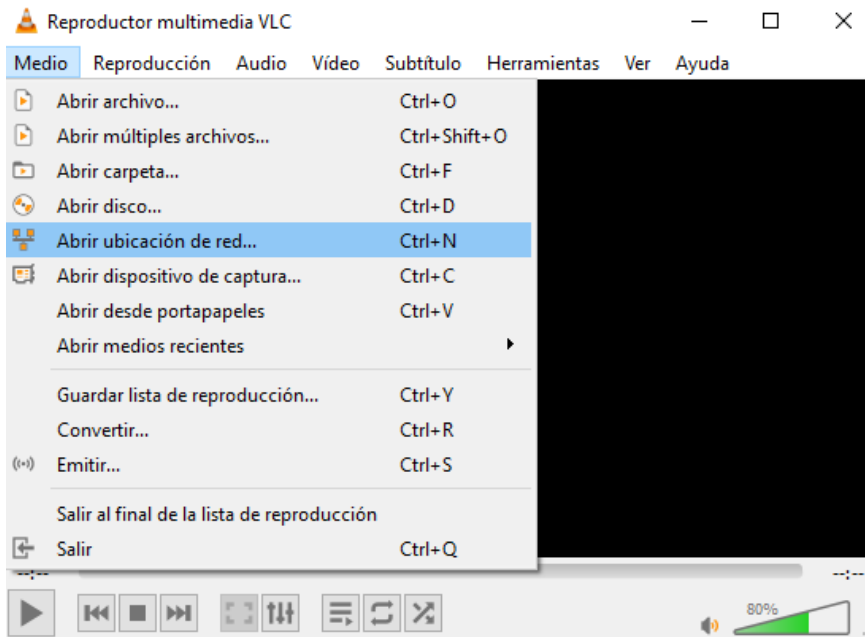 Reproductor multimedia VLC
Medio Reproducción Audio Vídeo Subtítulo Herramientas Ver Ayuda
Abrir archivo... Ctrl+O
Abrir múltiples archivos... Ctrl+Shift+O
Abrir carpeta... Ctrl+F
Abrir disco... Ctrl+D
Abrir ubicación de red... Ctrl+N
Abrir dispositivo de captura... Ctrl+C
Abrir desde portapapeles Ctrl+V
Abrir medios recientes
Guardar lista de reproducción... Ctrl+Y
Convertir... Ctrl+R
Emitir... Ctrl+S
Salir al final de la lista de reproducción
Salir Ctrl+Q
--:-- --:--
80%